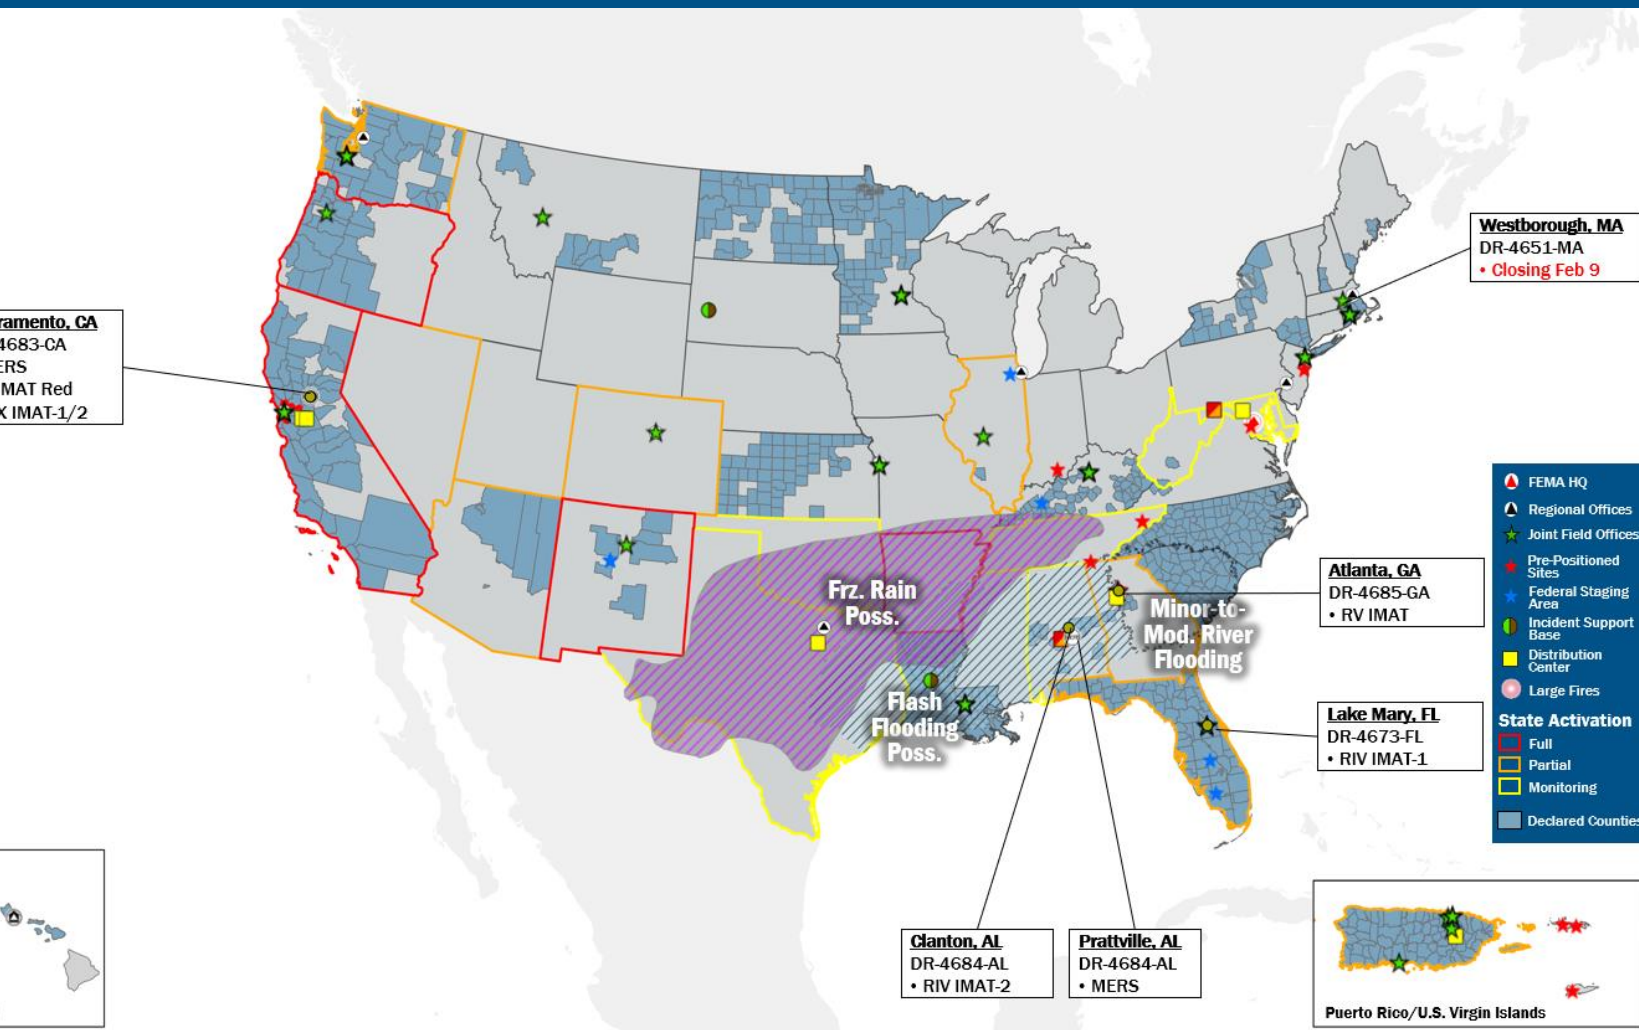 Westborough, MA
DR-4651-MA
• Closing Feb 9
ramento, CA
4683-CA
ERS
MAT Red
X IMAT-1/2
Frz. Rain
Poss.
Minor-to-
Mod. River
Flooding
Flash
Flooding
Poss.
Atlanta, GA
DR-4685-GA
• RV IMAT
Lake Mary, FL
DR-4673-FL
• RIV IMAT-1
Clanton, AL
DR-4684-AL
• RIV IMAT-2
Prattville, AL
DR-4684-AL
• MERS
FEMA HQ
Regional Offices
Joint Field Offices
Pre-Positioned
Sites
Federal Staging
Area
Incident Support
Base
Distribution
Center
Large Fires
State Activation
Full
Partial
Monitoring
Declared Counties
Puerto Rico/U.S. Virgin Islands